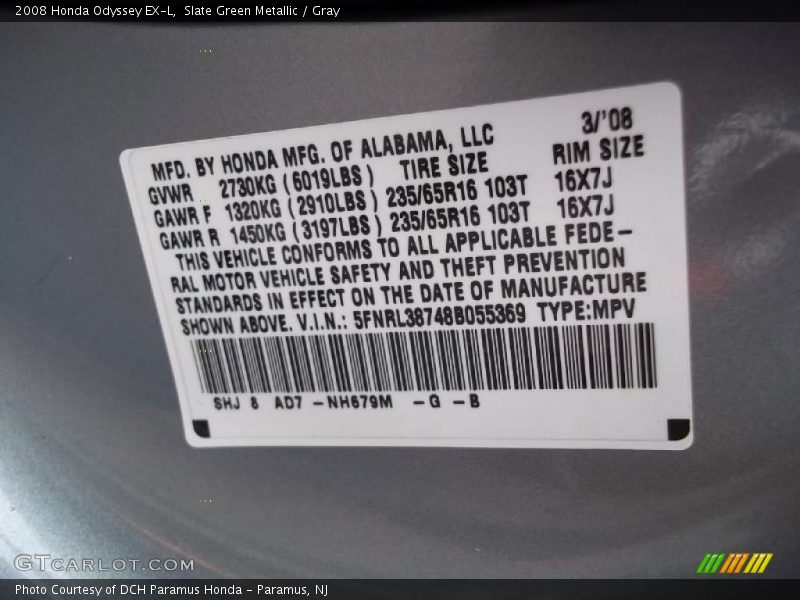 2008 Honda Odyssey EX-L,  Slate Green Metallic / Gray
MFD. BY HONDA MFG. OF ALABAMA, LLC 3/'08
GVWR 2730KG (6019LBS) TIRE SIZE RIM SIZE
GAWR F 1320KG (2910LBS) 235/65R16 103T 16X7J
GAWR R 1450KG (3197LBS) 235/65R16 103T 16X7J
THIS VEHICLE CONFORMS TO ALL APPLICABLE FEDE-
RAL MOTOR VEHICLE SAFETY AND THEFT PREVENTION
STANDARDS IN EFFECT ON THE DATE OF MANUFACTURE
SHOWN ABOVE. V.I.N.: 5FNRL38748B055369 TYPE:MPV
SHJ 8 AD7 -NH679M -G -B
GTCARLOT.COM
Photo Courtesy of DCH Paramus Honda - Paramus, NJ